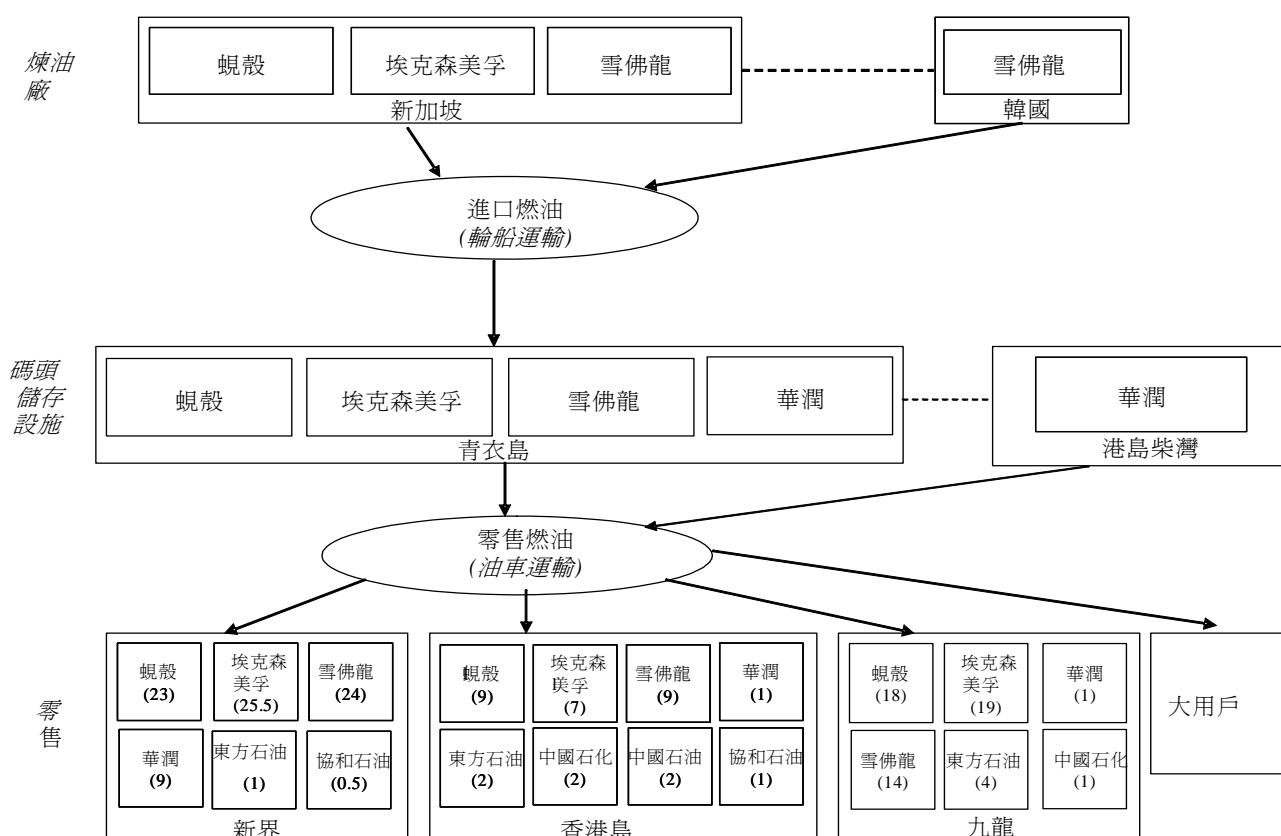 煉油
廠
蜆殼
埃克森美孚
雪佛龍
新加坡
雪佛龍
韓國
進口燃油
(輪船運輸)
碼頭
儲存
設施
蜆殼
埃克森美孚
雪佛龍
華潤
青衣島
華潤
港島柴灣
零售燃油
(油車運輸)
零
售
蜆殼
(23)
埃克森
美孚
(25.5)
雪佛龍
(24)
華潤
(9)
東方石油
(1)
協和石油
(0.5)
新界
蜆殼
(9)
埃克森
美孚
(7)
雪佛龍
(9)
華潤
(1)
東方石油
(2)
中國石化
(2)
中國石油
(2)
協和石油
(1)
香港島
蜆殼
(18)
埃克森
美孚
(19)
華潤
(1)
雪佛龍
(14)
東方石油
(4)
中國石化
(1)
九龍
大用戶